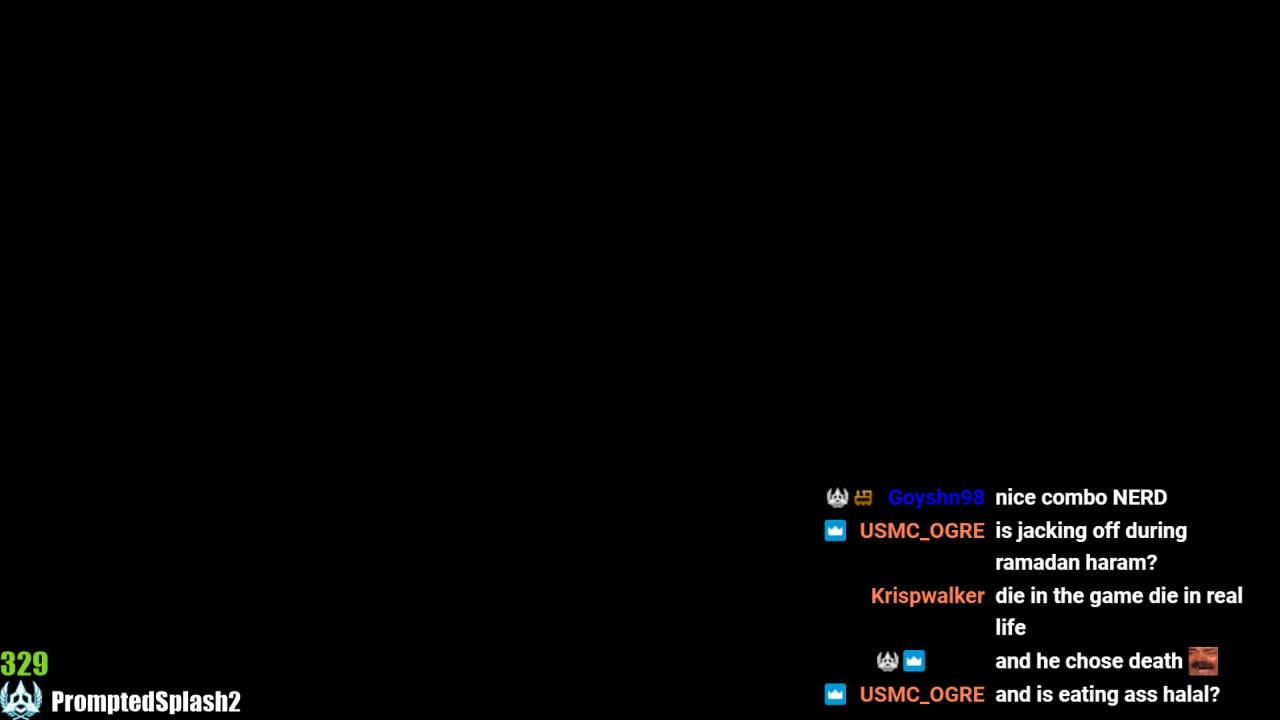 Goyshn98 nice combo NERD
USMC_OGRE is jacking off during
ramadan haram?
Krispwalker die in the game die in real
life
and he chose death
USMC_OGRE and is eating ass halal?
329
PromptedSplash2